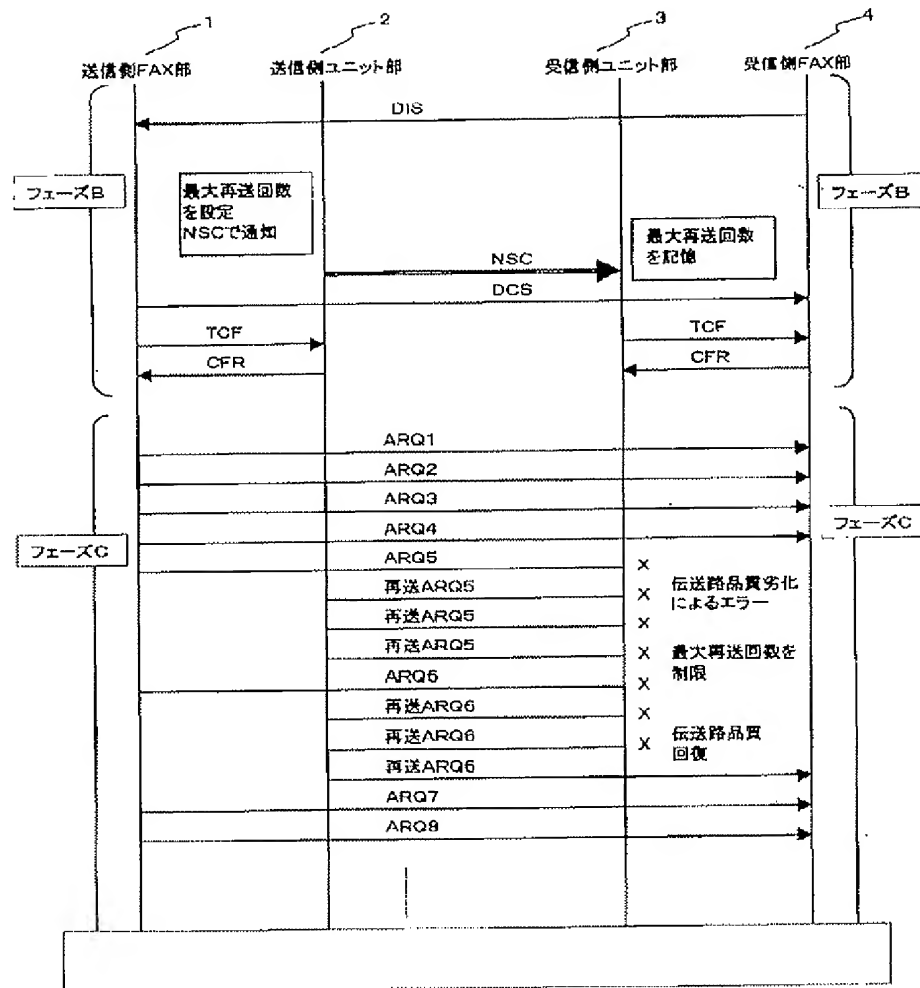 1
2
3
4
送信側FAX部
送信側ユニット部
受信側ユニット部
受信側FAX部
DIS
フェーズB
フェーズB
最大再送回数
を設定
NSCで通知
最大再送回数
を記憶
NSC
DCS
TCF
TCF
CFR
CFR
ARQ1
ARQ2
ARQ3
ARQ4
フェーズC
フェーズC
ARQ5
X
再送ARQ5
X
伝送路品質劣化
によるエラー
再送ARQ5
X
再送ARQ5
X
最大再送回数を
制限
ARQ6
X
再送ARQ6
X
再送ARQ6
X
伝送路品質
回復
再送ARQ6
ARQ7
ARQ8